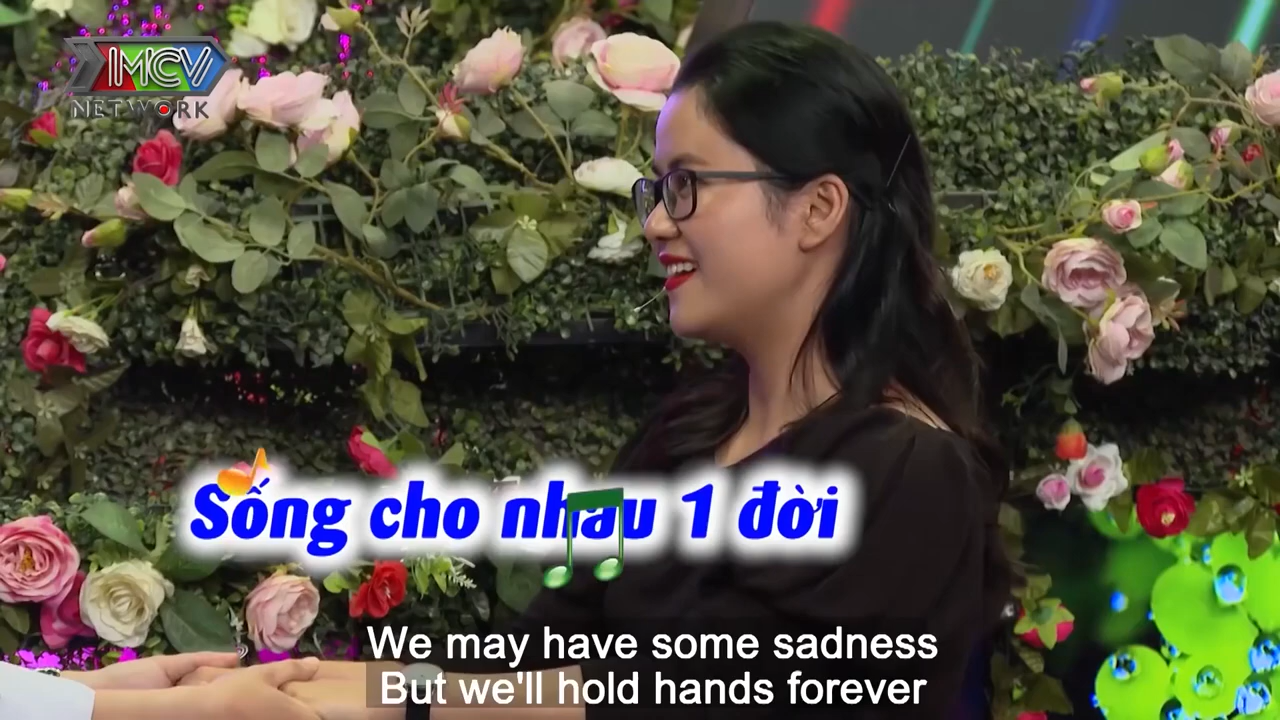 MCV
NETWORK
Sống cho nhau 1 đời
We may have some sadness
But we'll hold hands forever